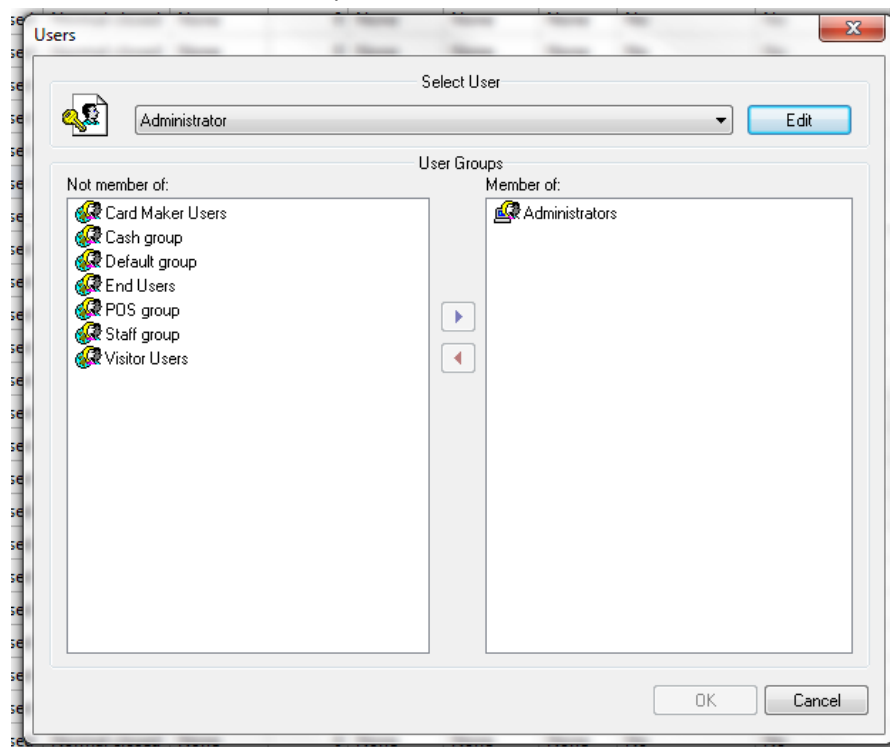 Users
Select User
Administrator
Edit
User Groups
Not member of:
Member of:
Card Maker Users
Cash group
Default group
End Users
POS group
Staff group
Visitor Users
Administrators
OK
Cancel